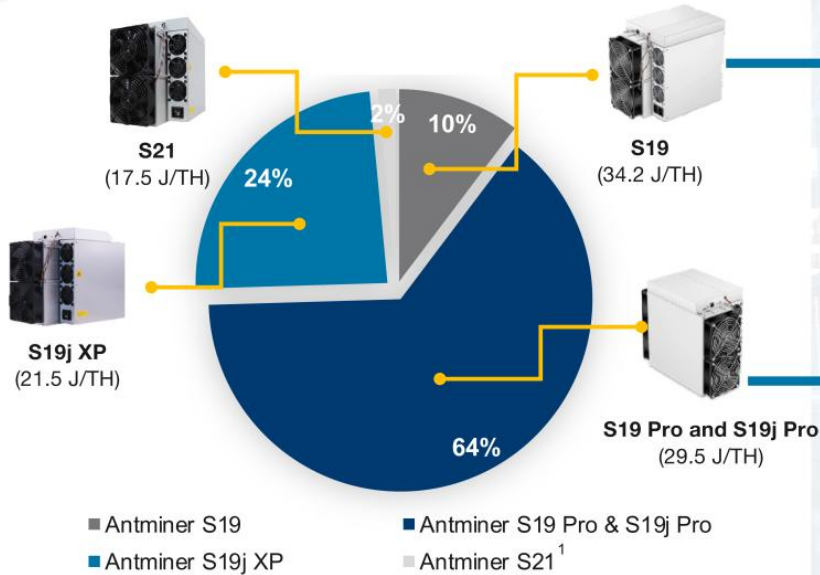 S21
(17.5 J/TH)
2%
10%
S19
(34.2 J/TH)
24%
S19j XP
(21.5 J/TH)
S19 Pro and S19j Pro
(29.5 J/TH)
64%
Antminer S19
Antminer S19 Pro & S19j Pro
Antminer S19j XP
Antminer S21¹